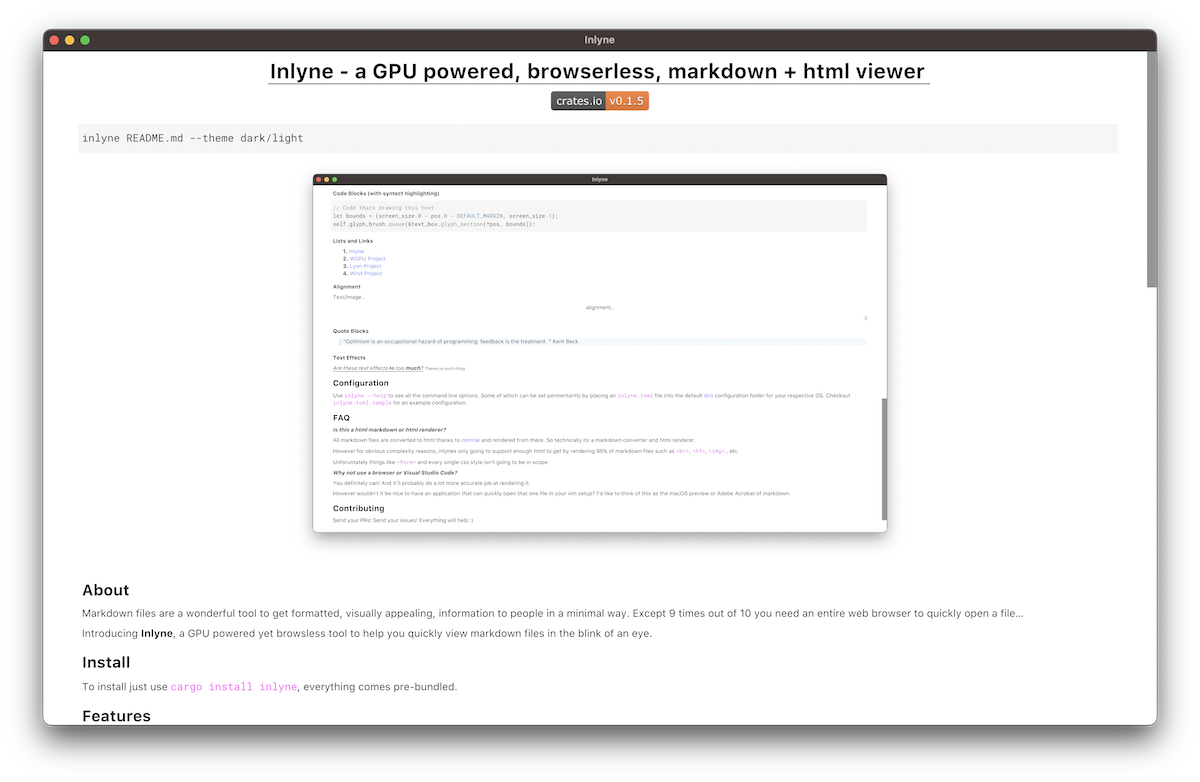 Inlyne
Inlyne - a GPU powered, browserless, markdown + html viewer
crates.io v0.1.5
inlyne README.md --theme dark/light
Inlyne
Code Blocks (with syntect highlighting)
// Code thats drawing this text
let bounds = (screen_size.0 - pos.0 - DEFAULT_MARGIN, screen_size.1);
self.glyph_brush.queue(&text_box.glyph_section(*pos, bounds));
Lists and Links
1. Inlyne
2. WGPU Project
3. Lyon Project
4. Winit Project
Alignment
Text/Image..
alignment..
:)
Quote Blocks
"Optimism is an occupational hazard of programming: feedback is the treatment. " Kent Beck
Text Effects
Are these text effects to too much? Theres no such thing
Configuration
Use inlyne --help to see all the command line options. Some of which can be set permantently by placing an inlyne.toml file into the default dev configuration folder for your respective OS. Checkout
inlyne.toml.sample for an example configuration.
FAQ
Is this a html markdown or html renderer?
All markdown files are converted to html thanks to comrak and rendered from there. So technically its a markdown converter and html renderer.
However for obvious complexity reasons, inlynes only going to support enough html to get by rendering 95% of markdown files such as <br>, <h1>, <img>.. etc.
Unforuntately things like <form> and every single css style isn't going to be in scope
Why not use a browser or Visual Studio Code?
You definitely can! And it'll probably do a lot more accurate job at rendering it.
However wouldn't it be nice to have an application that can quickly open that one file in your vim setup? I'd like to think of this as the macOS preview or Adobe Acrobat of markdown.
Contributing
Send your PRs! Send your issues! Everything will help :)
About
Markdown files are a wonderful tool to get formatted, visually appealing, information to people in a minimal way. Except 9 times out of 10 you need an entire web browser to quickly open a file...
Introducing Inlyne, a GPU powered yet browsless tool to help you quickly view markdown files in the blink of an eye.
Install
To install just use cargo install inlyne, everything comes pre-bundled.
Features